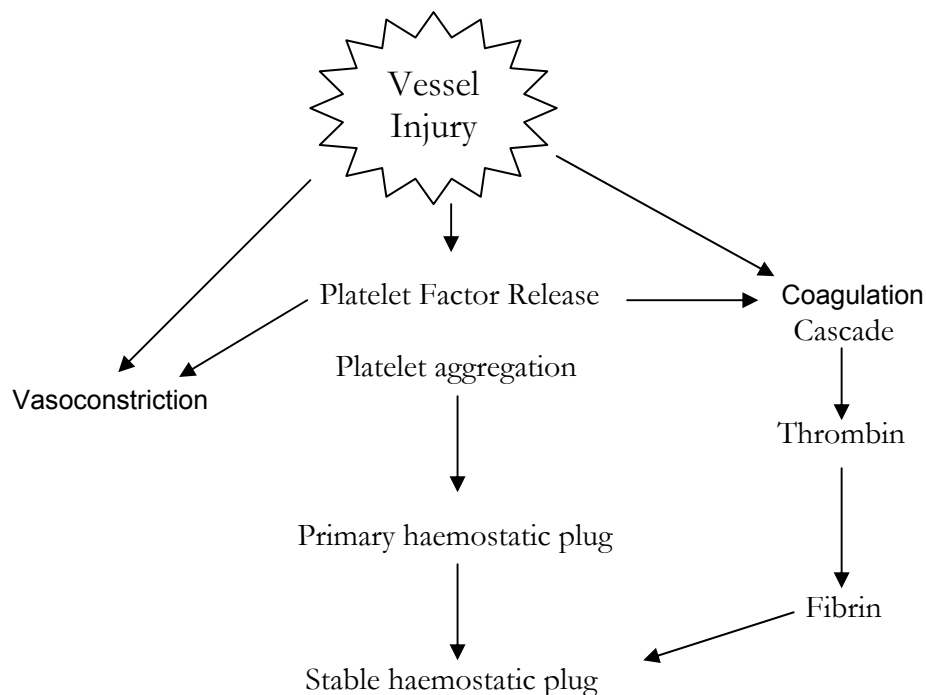 Vessel
Injury
Platelet Factor Release
Coagulation
Cascade
Platelet aggregation
Vasoconstriction
Thrombin
Primary haemostatic plug
Fibrin
Stable haemostatic plug